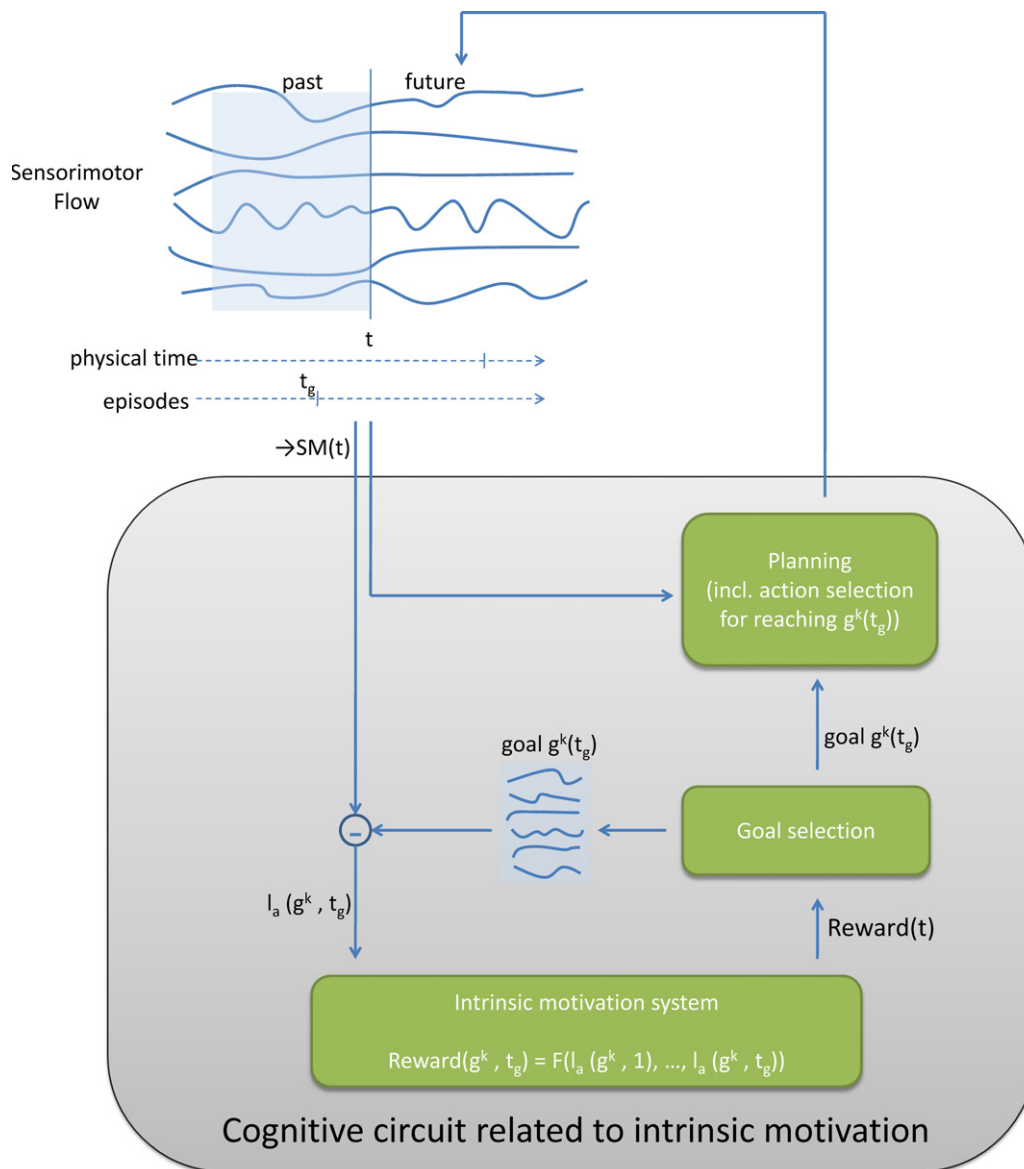 past
future
Sensorimotor
Flow
t
physical time
t_g
episodes
→SM(t)
Planning
(incl. action selection
for reaching g^k(t_g))
goal g^k(t_g)
goal g^k(t_g)
Goal selection
-
l_a (g^k , t_g)
Reward(t)
Intrinsic motivation system
Reward(g^k , t_g) = F(l_a (g^k , 1), ..., l_a (g^k , t_g))
Cognitive circuit related to intrinsic motivation